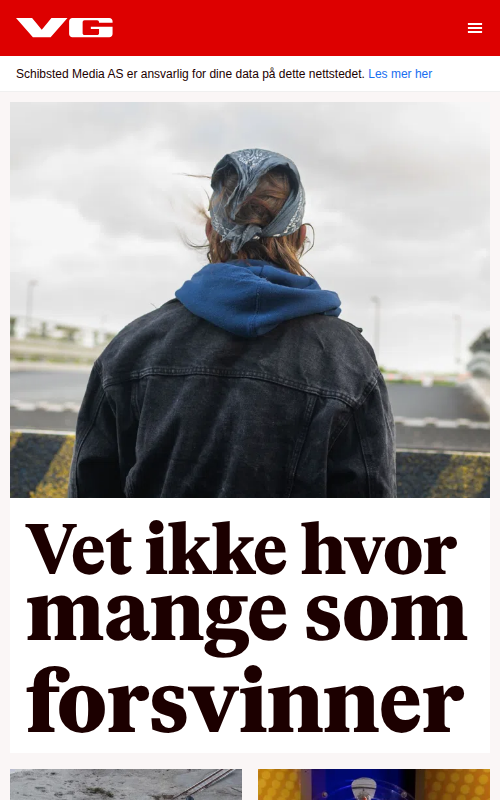 VG
Schibsted Media AS er ansvarlig for dine data på dette nettstedet. Les mer her
Vet ikke hvor
mange som
forsvinner